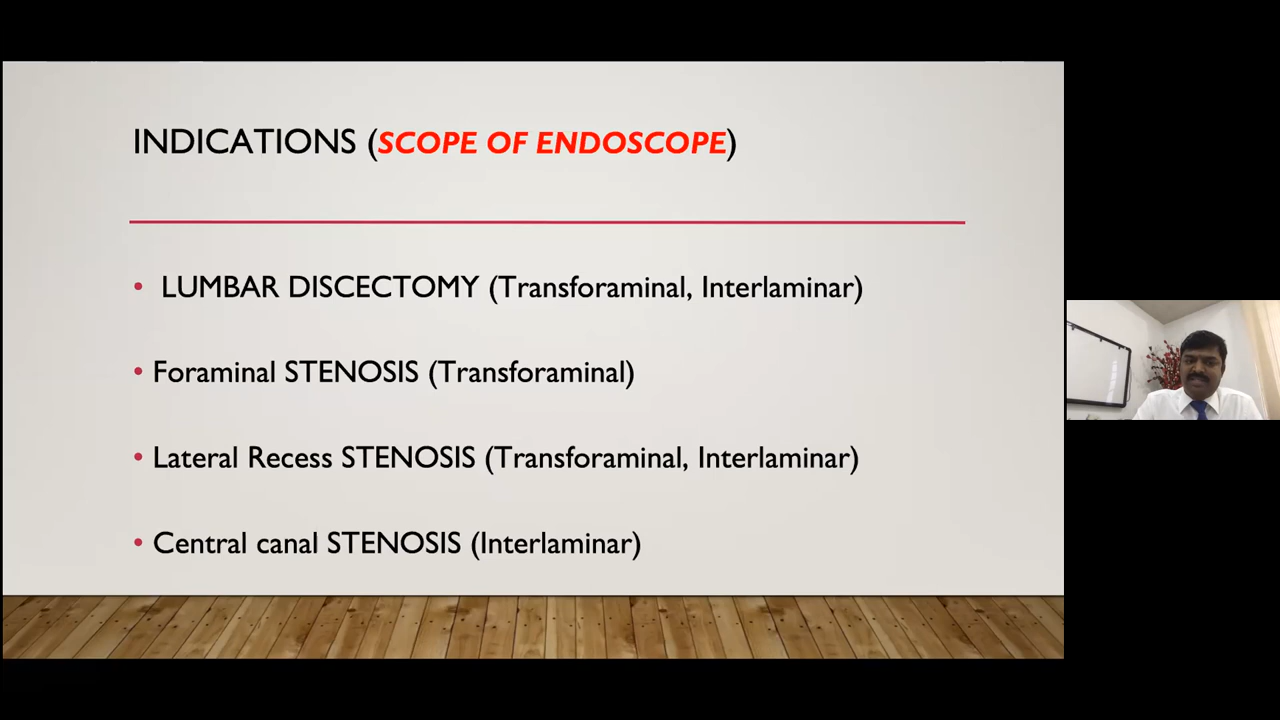 INDICATIONS (SCOPE OF ENDOSCOPE)
• LUMBAR DISCECTOMY (Transforaminal, Interlaminar)
• Foraminal STENOSIS (Transforaminal)
• Lateral Recess STENOSIS (Transforaminal, Interlaminar)
• Central canal STENOSIS (Interlaminar)